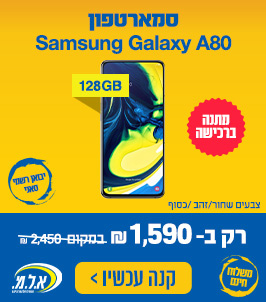 סמארטפון
Samsung Galaxy A80
128GB
מתנה
ברכישה
יבואן רשמי
סאני
צבעים שחור/זהב /כסוף
רק ב- 1,590 ₪ במקום 2,450 ₪
א.ל.מ.
קנה עכשיו >
משלוח
חינם